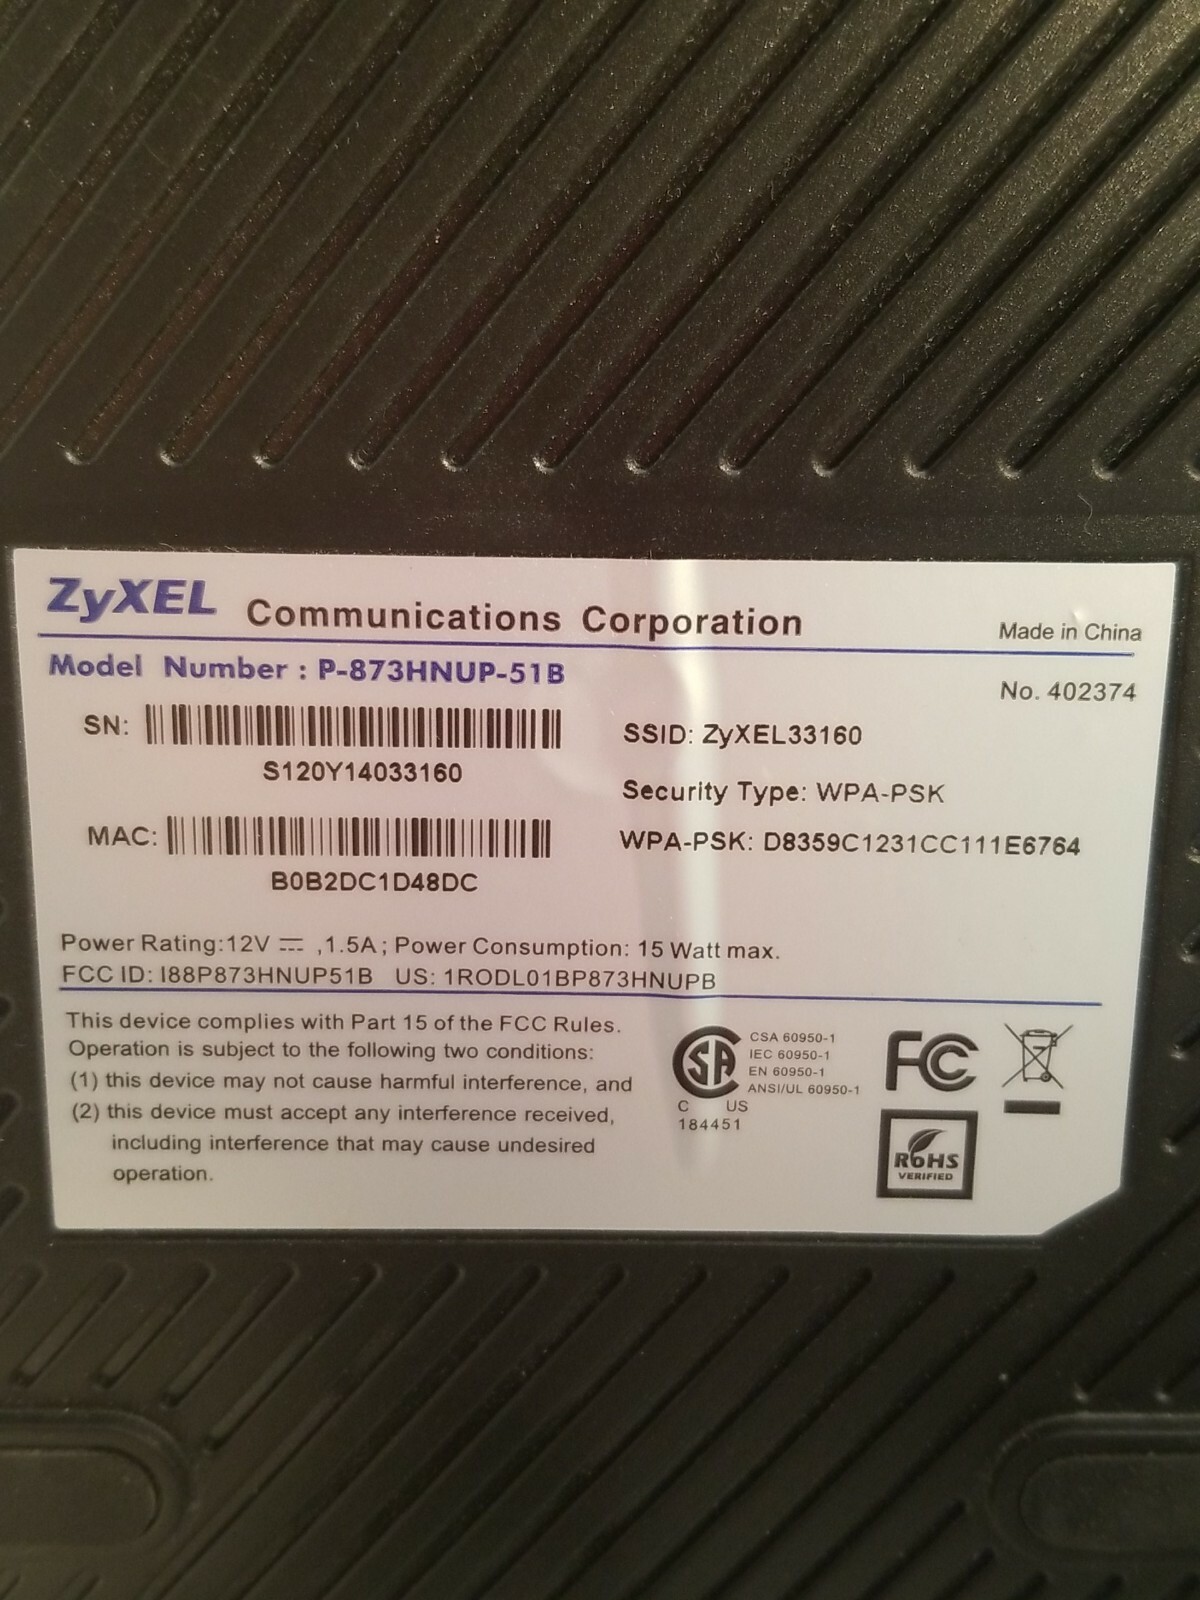 ZyXEL Communications Corporation
Made in China
Model Number : P-873HNUP-51B
No. 402374
SN:
S120Y14033160
SSID: ZyXEL33160
Security Type: WPA-PSK
MAC:
B0B2DC1D48DC
WPA-PSK: D8359C1231CC111E6764
Power Rating:12V ⎓ ,1.5A; Power Consumption: 15 Watt max.
FCC ID: I88P873HNUP51B US: 1RODL01BP873HNUPB
This device complies with Part 15 of the FCC Rules.
Operation is subject to the following two conditions:
(1) this device may not cause harmful interference, and
(2) this device must accept any interference received,
including interference that may cause undesired
operation.
SA
C US
184451
CSA 60950-1
IEC 60950-1
EN 60950-1
ANSI/UL 60950-1
FC
RoHS
VERIFIED